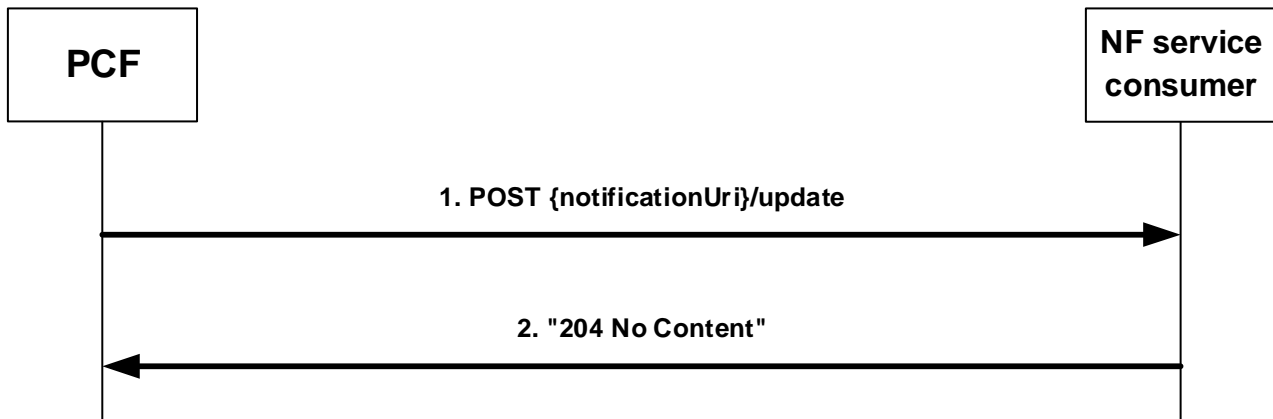 PCF
NF service
consumer
1. POST {notificationUri}/update
2. "204 No Content"